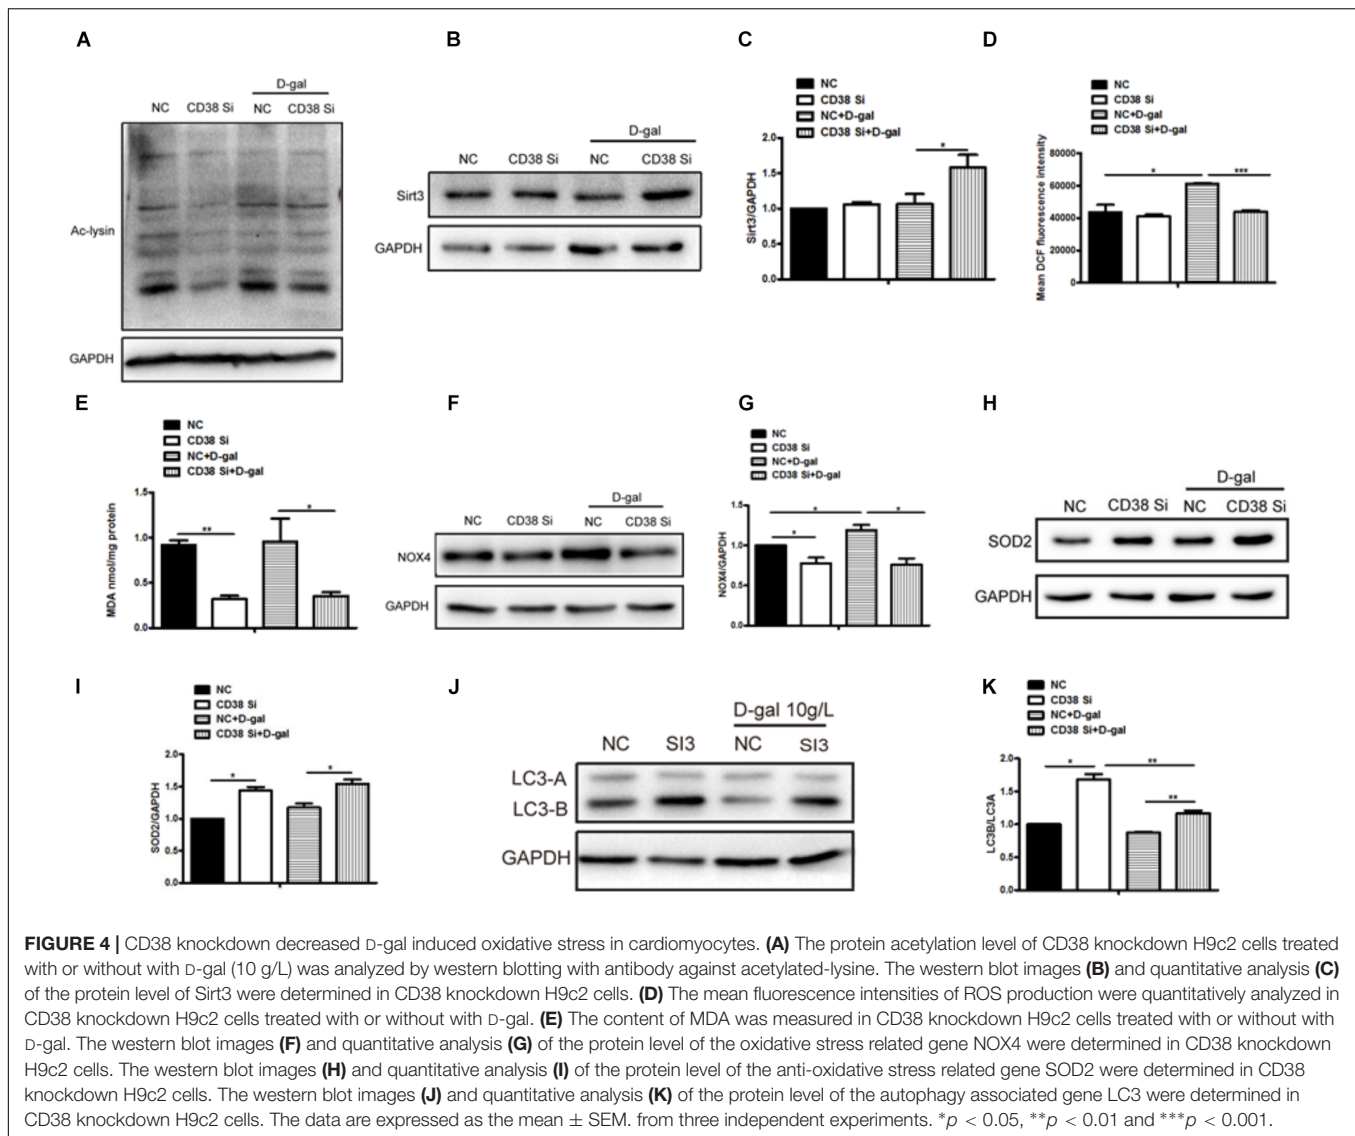 A
D-gal
NC CD38 Si NC CD38 Si
Ac-lysin
GAPDH
B
D-gal
NC CD38 Si NC CD38 Si
Sirt3
GAPDH
C
NC
CD38 Si
NC+D-gal
CD38 Si+D-gal
Sirt3/GAPDH
2.0
1.5
1.0
0.5
0.0
*
D
NC
CD38 Si
NC+D-gal
CD38 Si+D-gal
Mean DCF fluorescence intensity
80000
60000
40000
20000
0
* ***
E
NC
CD38 Si
NC+D-gal
CD38 Si+D-gal
MDA nmol/mg protein
1.5
1.0
0.5
0.0
** *
F
D-gal
NC CD38 Si NC CD38 Si
NOX4
GAPDH
G
NC
CD38 Si
NC+D-gal
CD38 Si+D-gal
NOX4/GAPDH
1.5
1.0
0.5
0.0
* * *
H
D-gal
NC CD38 Si NC CD38 Si
SOD2
GAPDH
I
NC
CD38 Si
NC+D-gal
CD38 Si+D-gal
SOD2/GAPDH
2.0
1.5
1.0
0.5
0.0
* *
J
D-gal 10g/L
NC SI3 NC SI3
LC3-A
LC3-B
GAPDH
K
NC
CD38 Si
NC+D-gal
CD38 Si+D-gal
LC3B/LC3A
2.0
1.5
1.0
0.5
0.0
* ** **
FIGURE 4 | CD38 knockdown decreased D-gal induced oxidative stress in cardiomyocytes. (A) The protein acetylation level of CD38 knockdown H9c2 cells treated
with or without with D-gal (10 g/L) was analyzed by western blotting with antibody against acetylated-lysine. The western blot images (B) and quantitative analysis (C)
of the protein level of Sirt3 were determined in CD38 knockdown H9c2 cells. (D) The mean fluorescence intensities of ROS production were quantitatively analyzed in
CD38 knockdown H9c2 cells treated with or without with D-gal. (E) The content of MDA was measured in CD38 knockdown H9c2 cells treated with or without with
D-gal. The western blot images (F) and quantitative analysis (G) of the protein level of the oxidative stress related gene NOX4 were determined in CD38 knockdown
H9c2 cells. The western blot images (H) and quantitative analysis (I) of the protein level of the anti-oxidative stress related gene SOD2 were determined in CD38
knockdown H9c2 cells. The western blot images (J) and quantitative analysis (K) of the protein level of the autophagy associated gene LC3 were determined in
CD38 knockdown H9c2 cells. The data are expressed as the mean ± SEM. from three independent experiments. *p < 0.05, **p < 0.01 and ***p < 0.001.